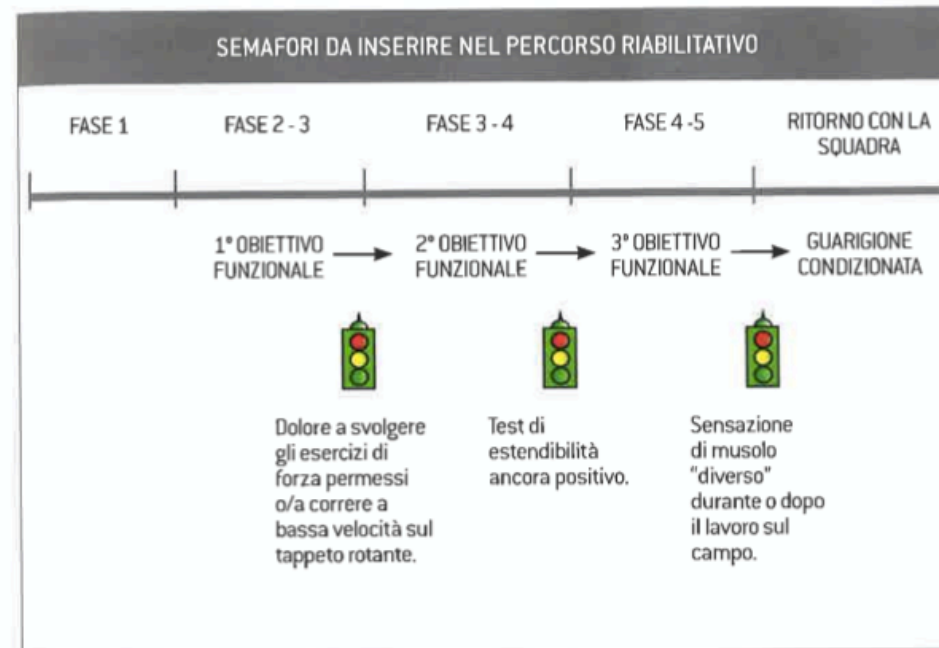 SEMAFORI DA INSERIRE NEL PERCORSO RIABILITATIVO
FASE 1
FASE 2 - 3
FASE 3 - 4
FASE 4 -5
RITORNO CON LA
SQUADRA
1° OBIETTIVO
FUNZIONALE
2° OBIETTIVO
FUNZIONALE
3° OBIETTIVO
FUNZIONALE
GUARIGIONE
CONDIZIONATA
Dolore a svolgere
gli esercizi di
forza permessi
o/a correre a
bassa velocità sul
tappeto rotante.
Test di
estendibilità
ancora positivo.
Sensazione
di musolo
"diverso"
durante o dopo
il lavoro sul
campo.